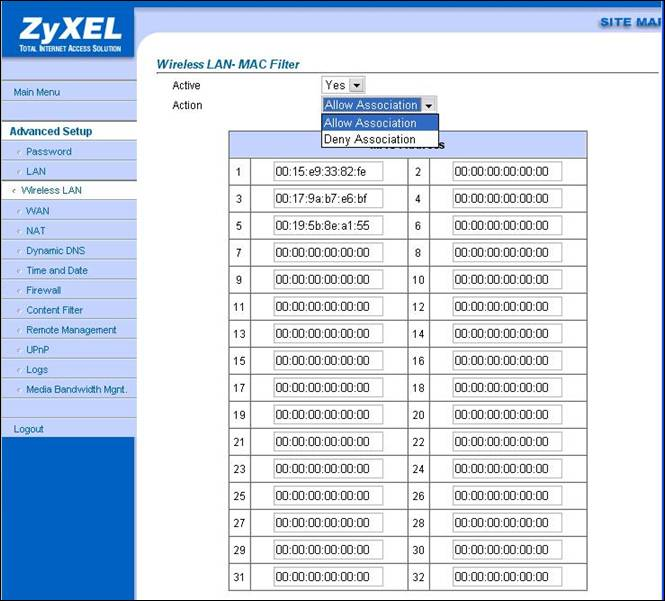 ZyXEL
TOTAL INTERNET ACCESS SOLUTION
SITE MA
Main Menu
Advanced Setup
Password
LAN
Wireless LAN
WAN
NAT
Dynamic DNS
Time and Date
Firewall
Content Filter
Remote Management
UPnP
Logs
Media Bandwidth Mgnt.
Logout
Wireless LAN- MAC Filter
Active Yes
Action Allow Association
Allow Association
Deny Association
1 00:15:e9:33:82:fe 2 00:00:00:00:00:00
3 00:17:9a:b7:e6:bf 4 00:00:00:00:00:00
5 00:19:5b:8e:a1:55 6 00:00:00:00:00:00
7 00:00:00:00:00:00 8 00:00:00:00:00:00
9 00:00:00:00:00:00 10 00:00:00:00:00:00
11 00:00:00:00:00:00 12 00:00:00:00:00:00
13 00:00:00:00:00:00 14 00:00:00:00:00:00
15 00:00:00:00:00:00 16 00:00:00:00:00:00
17 00:00:00:00:00:00 18 00:00:00:00:00:00
19 00:00:00:00:00:00 20 00:00:00:00:00:00
21 00:00:00:00:00:00 22 00:00:00:00:00:00
23 00:00:00:00:00:00 24 00:00:00:00:00:00
25 00:00:00:00:00:00 26 00:00:00:00:00:00
27 00:00:00:00:00:00 28 00:00:00:00:00:00
29 00:00:00:00:00:00 30 00:00:00:00:00:00
31 00:00:00:00:00:00 32 00:00:00:00:00:00